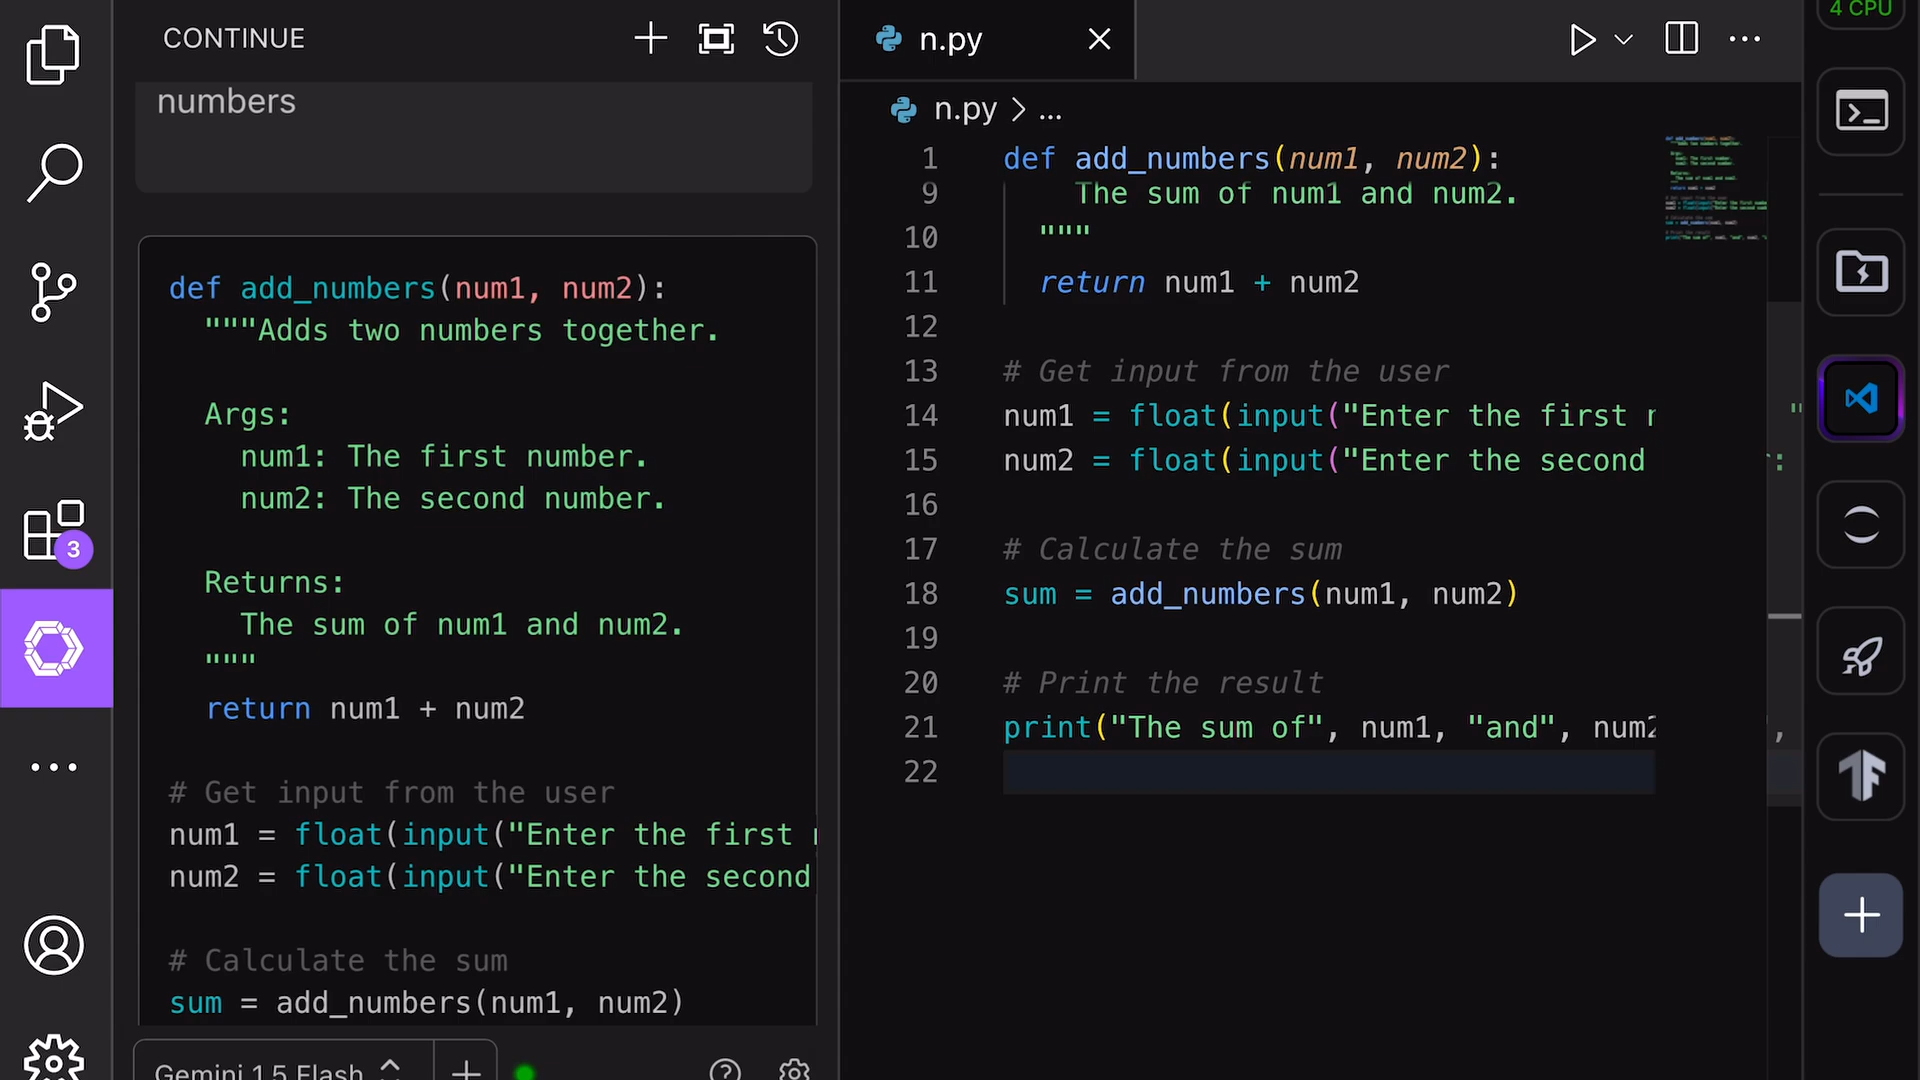 CONTINUE
numbers
def add_numbers(num1, num2):
"""Adds two numbers together.
Args:
num1: The first number.
num2: The second number.
Returns:
The sum of num1 and num2.
"""
return num1 + num2
# Get input from the user
num1 = float(input("Enter the first
num2 = float(input("Enter the second
# Calculate the sum
sum = add_numbers(num1, num2)
Gemini 1.5 Flash
3
n.py
n.py > ...
1 def add_numbers(num1, num2):
9 The sum of num1 and num2.
10 """
11 return num1 + num2
12
13 # Get input from the user
14 num1 = float(input("Enter the first
15 num2 = float(input("Enter the second
16
17 # Calculate the sum
18 sum = add_numbers(num1, num2)
19
20 # Print the result
21 print("The sum of", num1, "and", num2
22
4 CPU